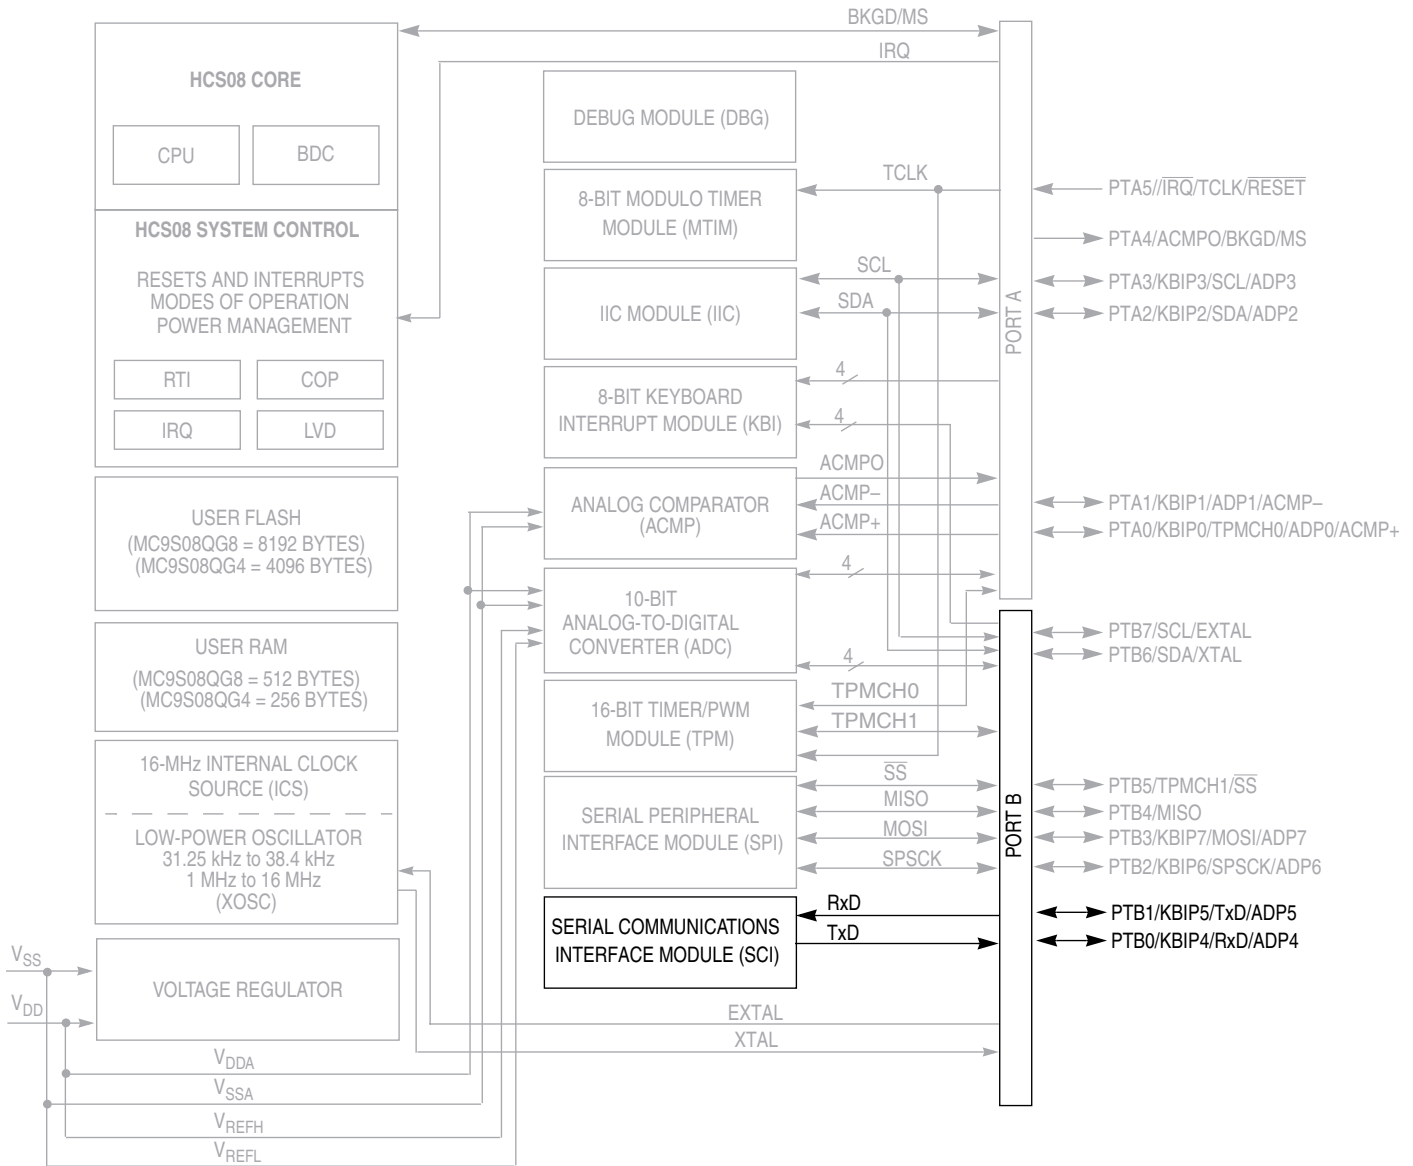 BKGD/MS
IRQ
HCS08 CORE
CPU
BDC
HCS08 SYSTEM CONTROL
RESETS AND INTERRUPTS
MODES OF OPERATION
POWER MANAGEMENT
RTI
COP
IRQ
LVD
USER FLASH
(MC9S08QG8 = 8192 BYTES)
(MC9S08QG4 = 4096 BYTES)
USER RAM
(MC9S08QG8 = 512 BYTES)
(MC9S08QG4 = 256 BYTES)
16-MHz INTERNAL CLOCK
SOURCE (ICS)
LOW-POWER OSCILLATOR
31.25 kHz to 38.4 kHz
1 MHz to 16 MHz
(XOSC)
VSS
VDD
VOLTAGE REGULATOR
VDDA
VSSA
VREFH
VREFL
DEBUG MODULE (DBG)
8-BIT MODULO TIMER
MODULE (MTIM)
TCLK
IIC MODULE (IIC)
SCL
SDA
8-BIT KEYBOARD
INTERRUPT MODULE (KBI)
4
4
ANALOG COMPARATOR
(ACMP)
ACMPO
ACMP–
ACMP+
10-BIT
ANALOG-TO-DIGITAL
CONVERTER (ADC)
4
4
16-BIT TIMER/PWM
MODULE (TPM)
TPMCH0
TPMCH1
SERIAL PERIPHERAL
INTERFACE MODULE (SPI)
SS
MISO
MOSI
SPSCK
SERIAL COMMUNICATIONS
INTERFACE MODULE (SCI)
RxD
TxD
EXTAL
XTAL
PORT A
PTA5//IRQ/TCLK/RESET
PTA4/ACMPO/BKGD/MS
PTA3/KBIP3/SCL/ADP3
PTA2/KBIP2/SDA/ADP2
PTA1/KBIP1/ADP1/ACMP–
PTA0/KBIP0/TPMCH0/ADP0/ACMP+
PORT B
PTB7/SCL/EXTAL
PTB6/SDA/XTAL
PTB5/TPMCH1/SS
PTB4/MISO
PTB3/KBIP7/MOSI/ADP7
PTB2/KBIP6/SPSCK/ADP6
PTB1/KBIP5/TxD/ADP5
PTB0/KBIP4/RxD/ADP4